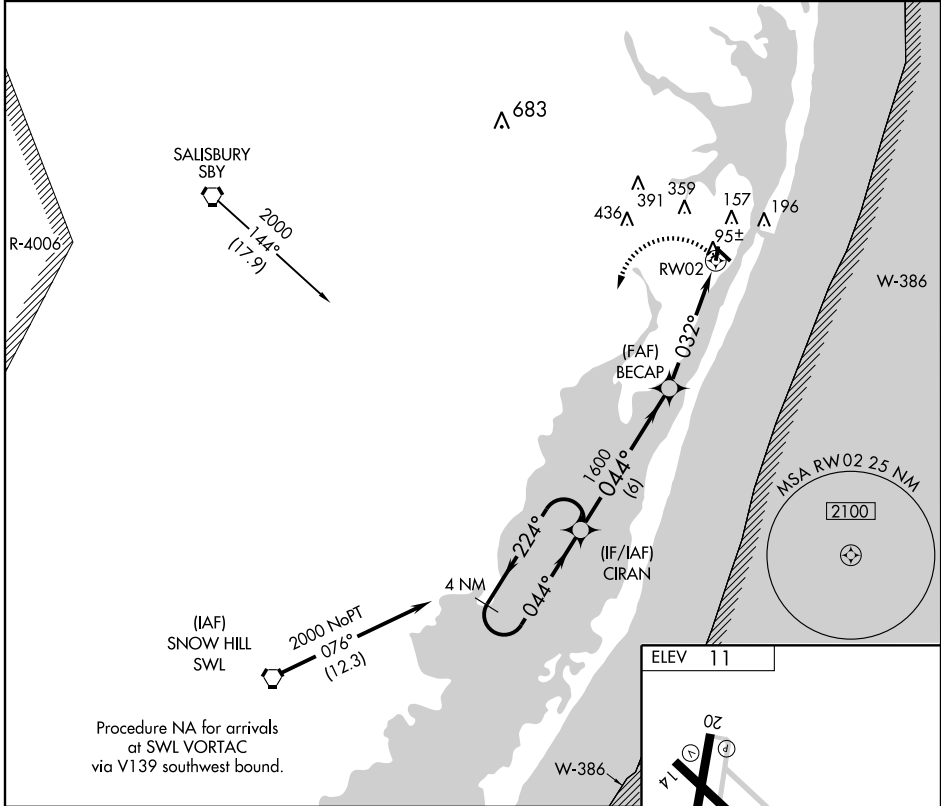 683
SALISBURY
SBY
2000
144°
(17.9)
R-4006
391
359
436
157
196
95±
RW02
W-386
032°
(FAF)
BECAP
1600
044°
(6)
MSA RW02 25 NM
2100
224°
(IF/IAF)
CIRAN
4 NM
044°
(IAF)
SNOW HILL
SWL
2000 NoPT
076°
(12.3)
ELEV 11
Procedure NA for arrivals
at SWL VORTAC
via V139 southwest bound.
W-386
20
V
P
14